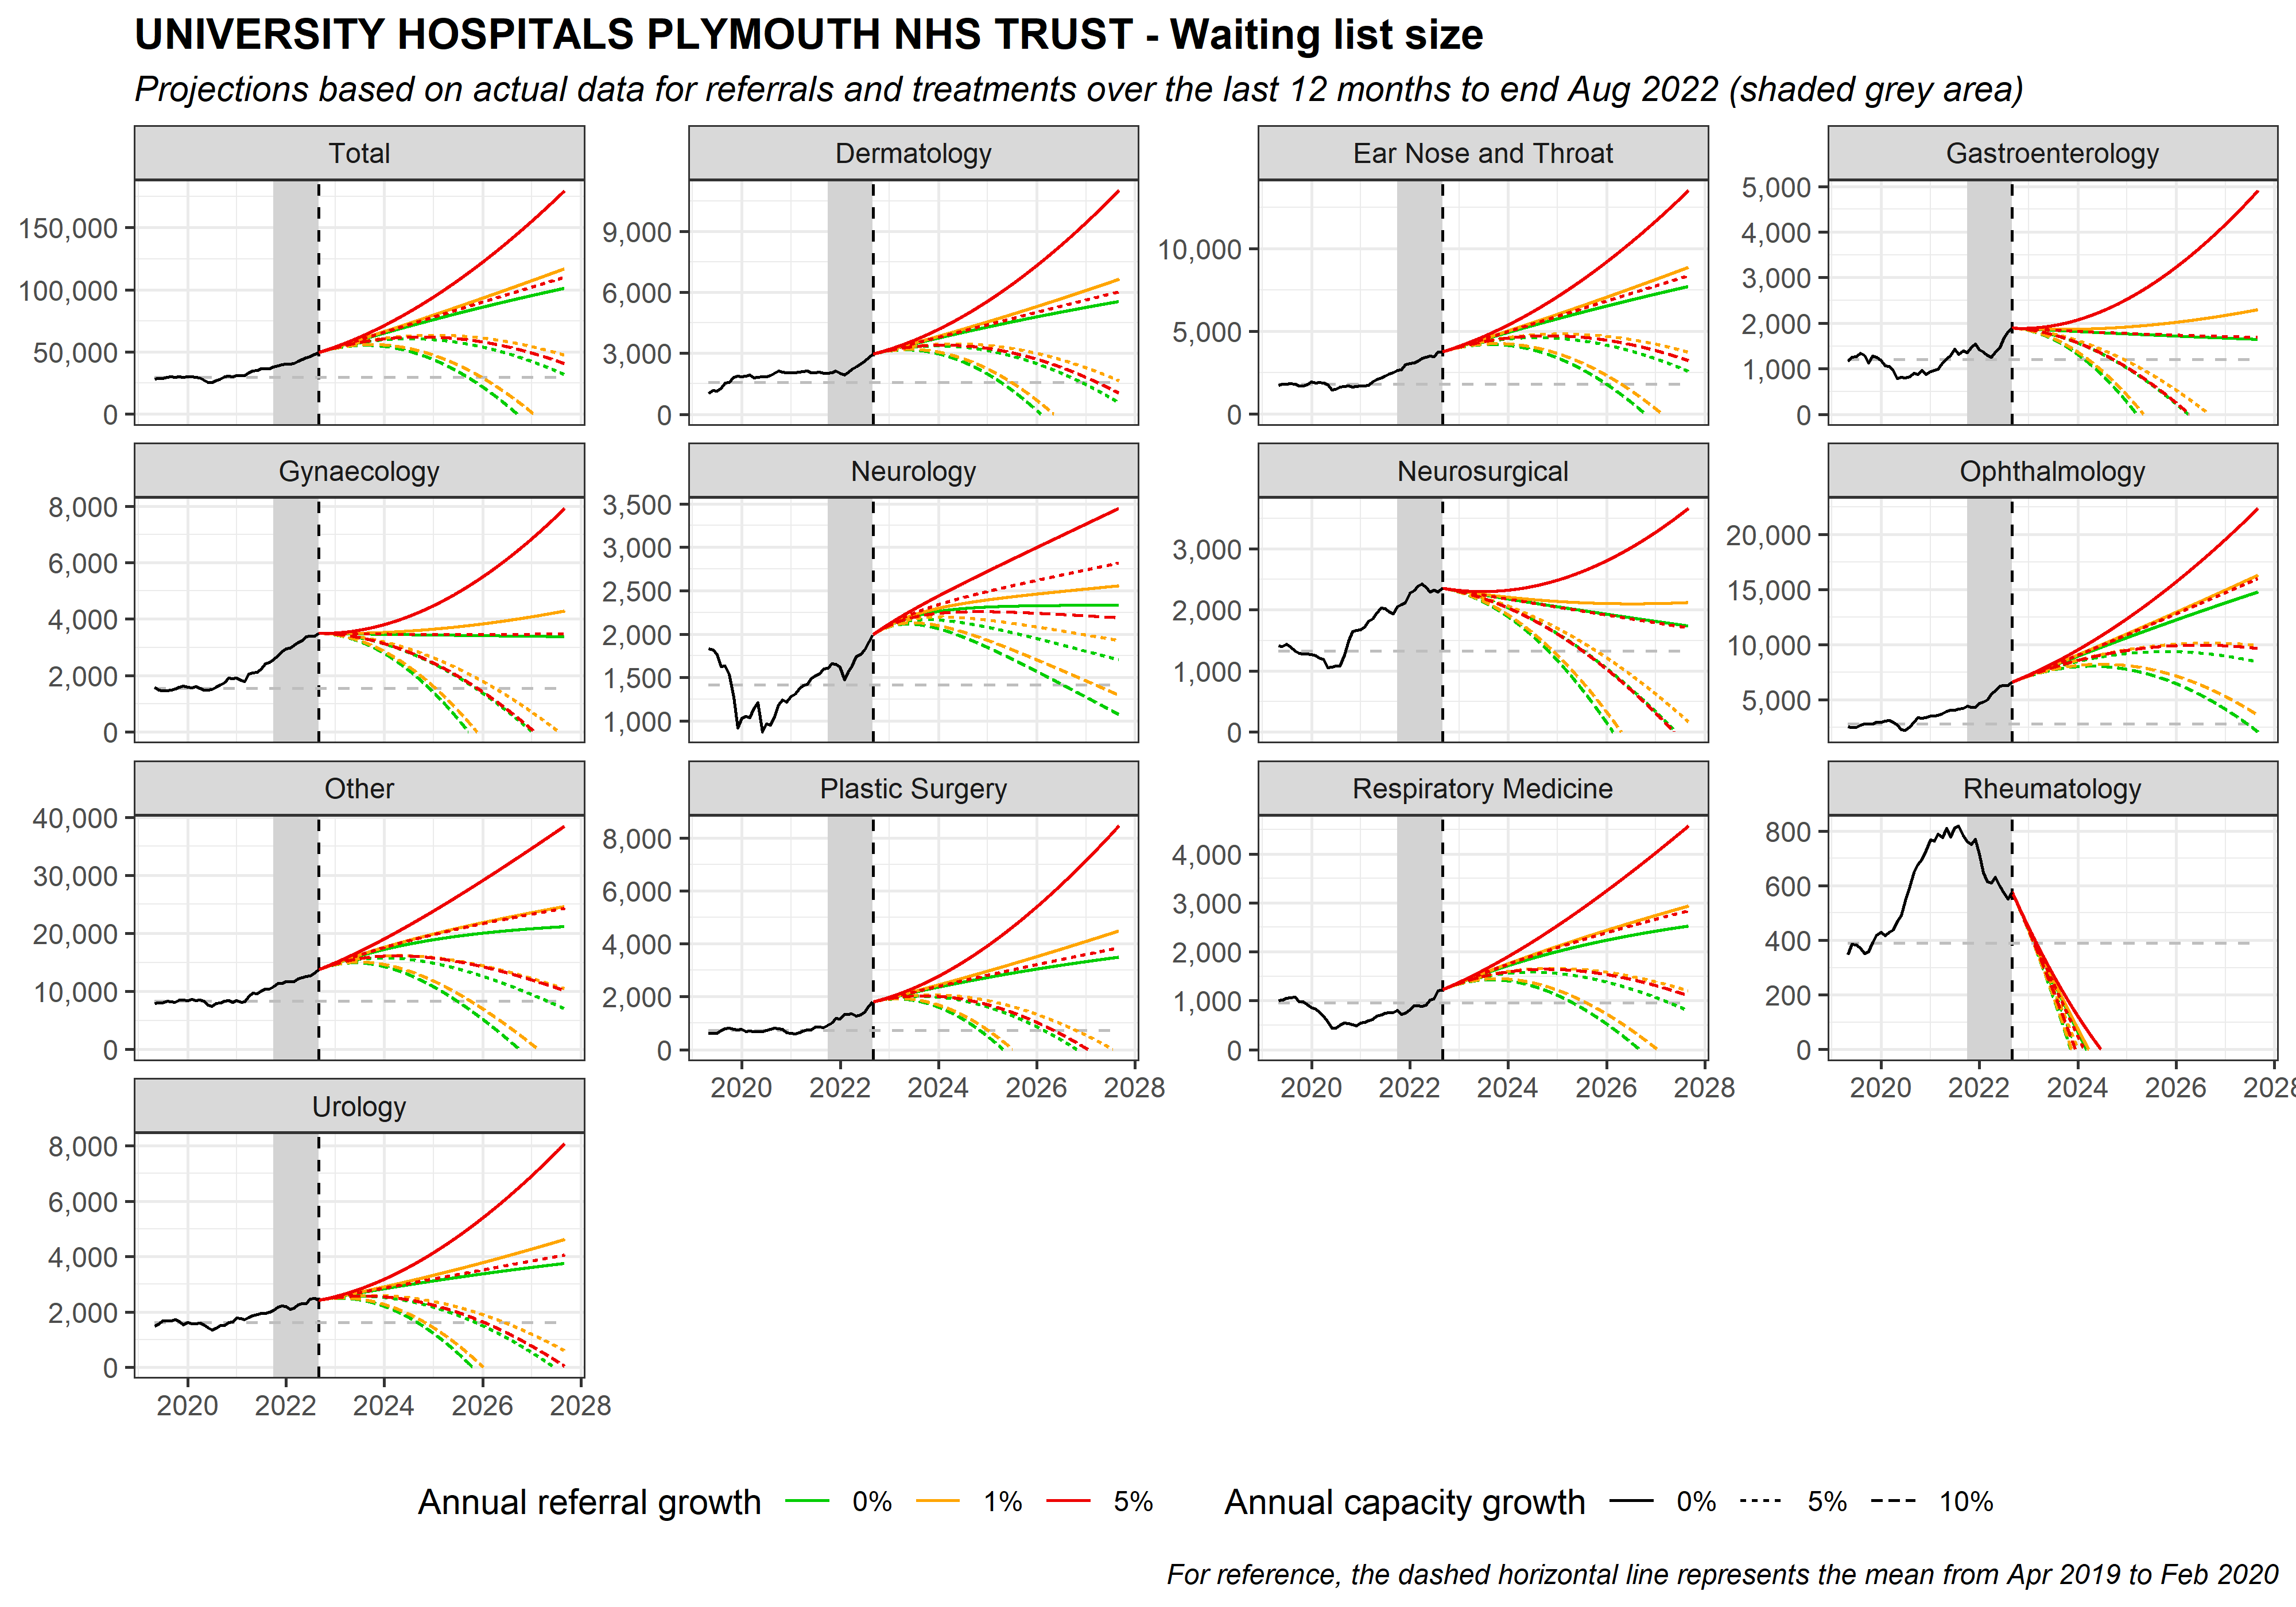 UNIVERSITY HOSPITALS PLYMOUTH NHS TRUST - Waiting list size
Projections based on actual data for referrals and treatments over the last 12 months to end Aug 2022 (shaded grey area)
Total
150,000
100,000
50,000
0
Dermatology
9,000
6,000
3,000
0
Ear Nose and Throat
10,000
5,000
0
Gastroenterology
5,000
4,000
3,000
2,000
1,000
0
Gynaecology
8,000
6,000
4,000
2,000
0
Neurology
3,500
3,000
2,500
2,000
1,500
1,000
Neurosurgical
3,000
2,000
1,000
0
Ophthalmology
20,000
15,000
10,000
5,000
Other
40,000
30,000
20,000
10,000
0
Plastic Surgery
8,000
6,000
4,000
2,000
0
2020 2022 2024 2026 2028
Respiratory Medicine
4,000
3,000
2,000
1,000
0
2020 2022 2024 2026 2028
Rheumatology
800
600
400
200
0
2020 2022 2024 2026 2028
Urology
8,000
6,000
4,000
2,000
0
2020 2022 2024 2026 2028
Annual referral growth 0% 1% 5% Annual capacity growth 0% 5% 10%
For reference, the dashed horizontal line represents the mean from Apr 2019 to Feb 2020